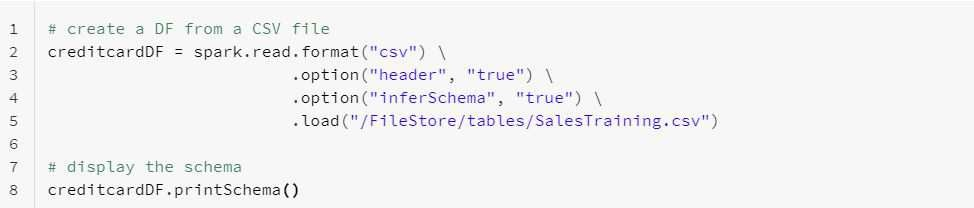 1 # create a DF from a CSV file
2 creditcardDF = spark.read.format("csv") \
3 .option("header", "true") \
4 .option("inferSchema", "true") \
5 .load("/FileStore/tables/SalesTraining.csv")
6
7 # display the schema
8 creditcardDF.printSchema()